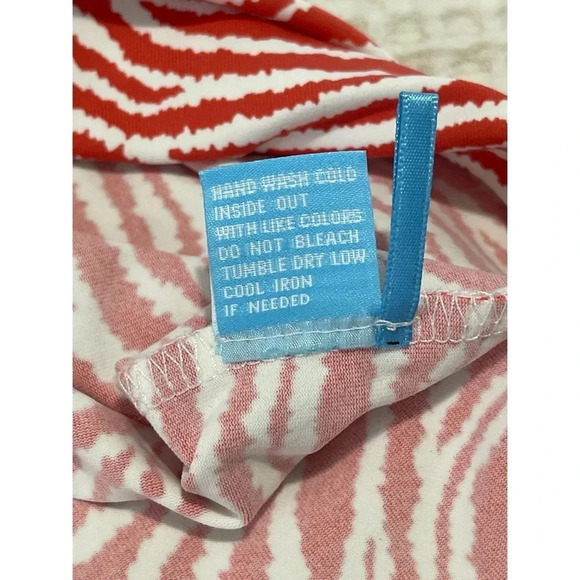 HAND WASH COLD
INSIDE OUT
WITH LIKE COLORS
DO NOT BLEACH
TUMBLE DRY LOW
COOL IRON
IF NEEDED